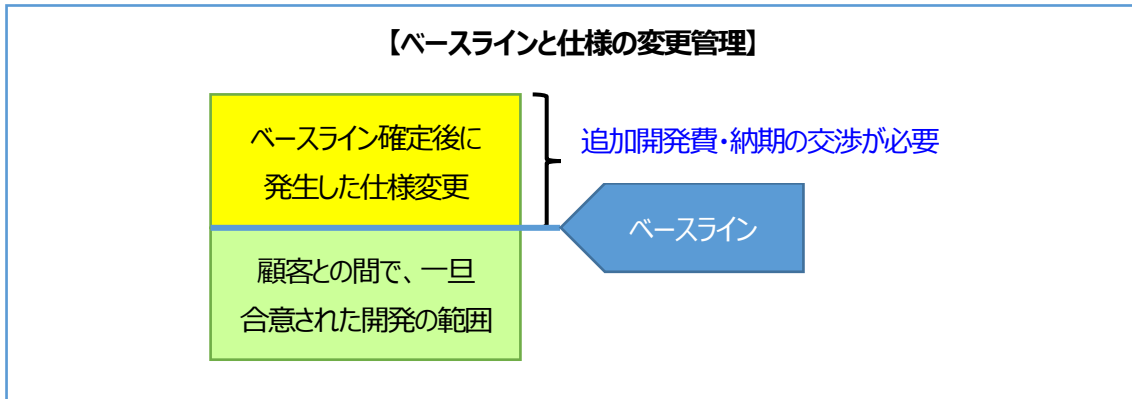 【ベースラインと仕様の変更管理】
ベースライン確定後に
発生した仕様変更
追加開発費・納期の交渉が必要
ベースライン
顧客との間で、一旦
合意された開発の範囲